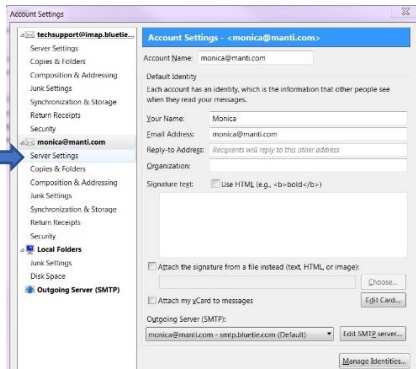 Account Settings
techsupport@imap.bluetie...
Server Settings
Copies & Folders
Composition & Addressing
Junk Settings
Synchronization & Storage
Return Receipts
Security
monica@manti.com
Server Settings
Copies & Folders
Composition & Addressing
Junk Settings
Synchronization & Storage
Return Receipts
Security
Local Folders
Junk Settings
Disk Space
Outgoing Server (SMTP)
Account Settings - <monica@manti.com>
Account Name: monica@manti.com
Default Identity
Each account has an identity, which is the information that other people see
when they read your messages.
Your Name: Monica
Email Address: monica@manti.com
Reply-to Address: Recipients will reply to this other address
Organization:
Signature text: Use HTML (e.g., <b>bold</b>)
Attach the signature from a file instead (text, HTML, or image):
Choose...
Attach my vCard to messages Edit Card...
Outgoing Server (SMTP):
monica@manti.com - smtp.bluetie.com (Default) Edit SMTP server...
Manage Identities...